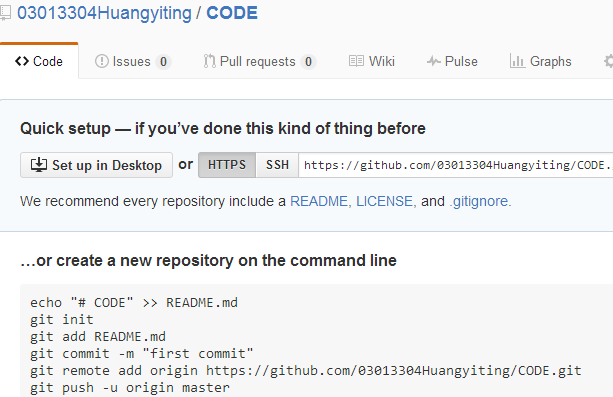 03013304Huangyiting / CODE
Code Issues 0 Pull requests 0 Wiki Pulse Graphs
Quick setup — if you've done this kind of thing before
Set up in Desktop or HTTPS SSH https://github.com/03013304Huangyiting/CODE.
We recommend every repository include a README, LICENSE, and .gitignore.
…or create a new repository on the command line
echo "# CODE" >> README.md
git init
git add README.md
git commit -m "first commit"
git remote add origin https://github.com/03013304Huangyiting/CODE.git
git push -u origin master